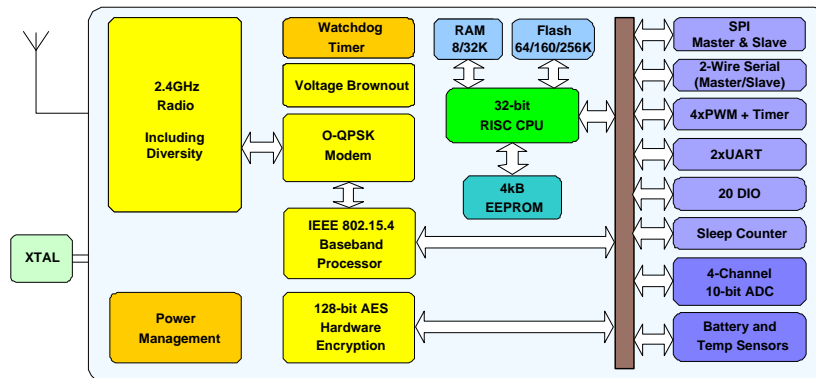 2.4GHz
Radio
Including
Diversity
XTAL
Power
Management
Watchdog
Timer
Voltage Brownout
O-QPSK
Modem
IEEE 802.15.4
Baseband
Processor
128-bit AES
Hardware
Encryption
RAM
8/32K
Flash
64/160/256K
32-bit
RISC CPU
4kB
EEPROM
SPI
Master & Slave
2-Wire Serial
(Master/Slave)
4xPWM + Timer
2xUART
20 DIO
Sleep Counter
4-Channel
10-bit ADC
Battery and
Temp Sensors